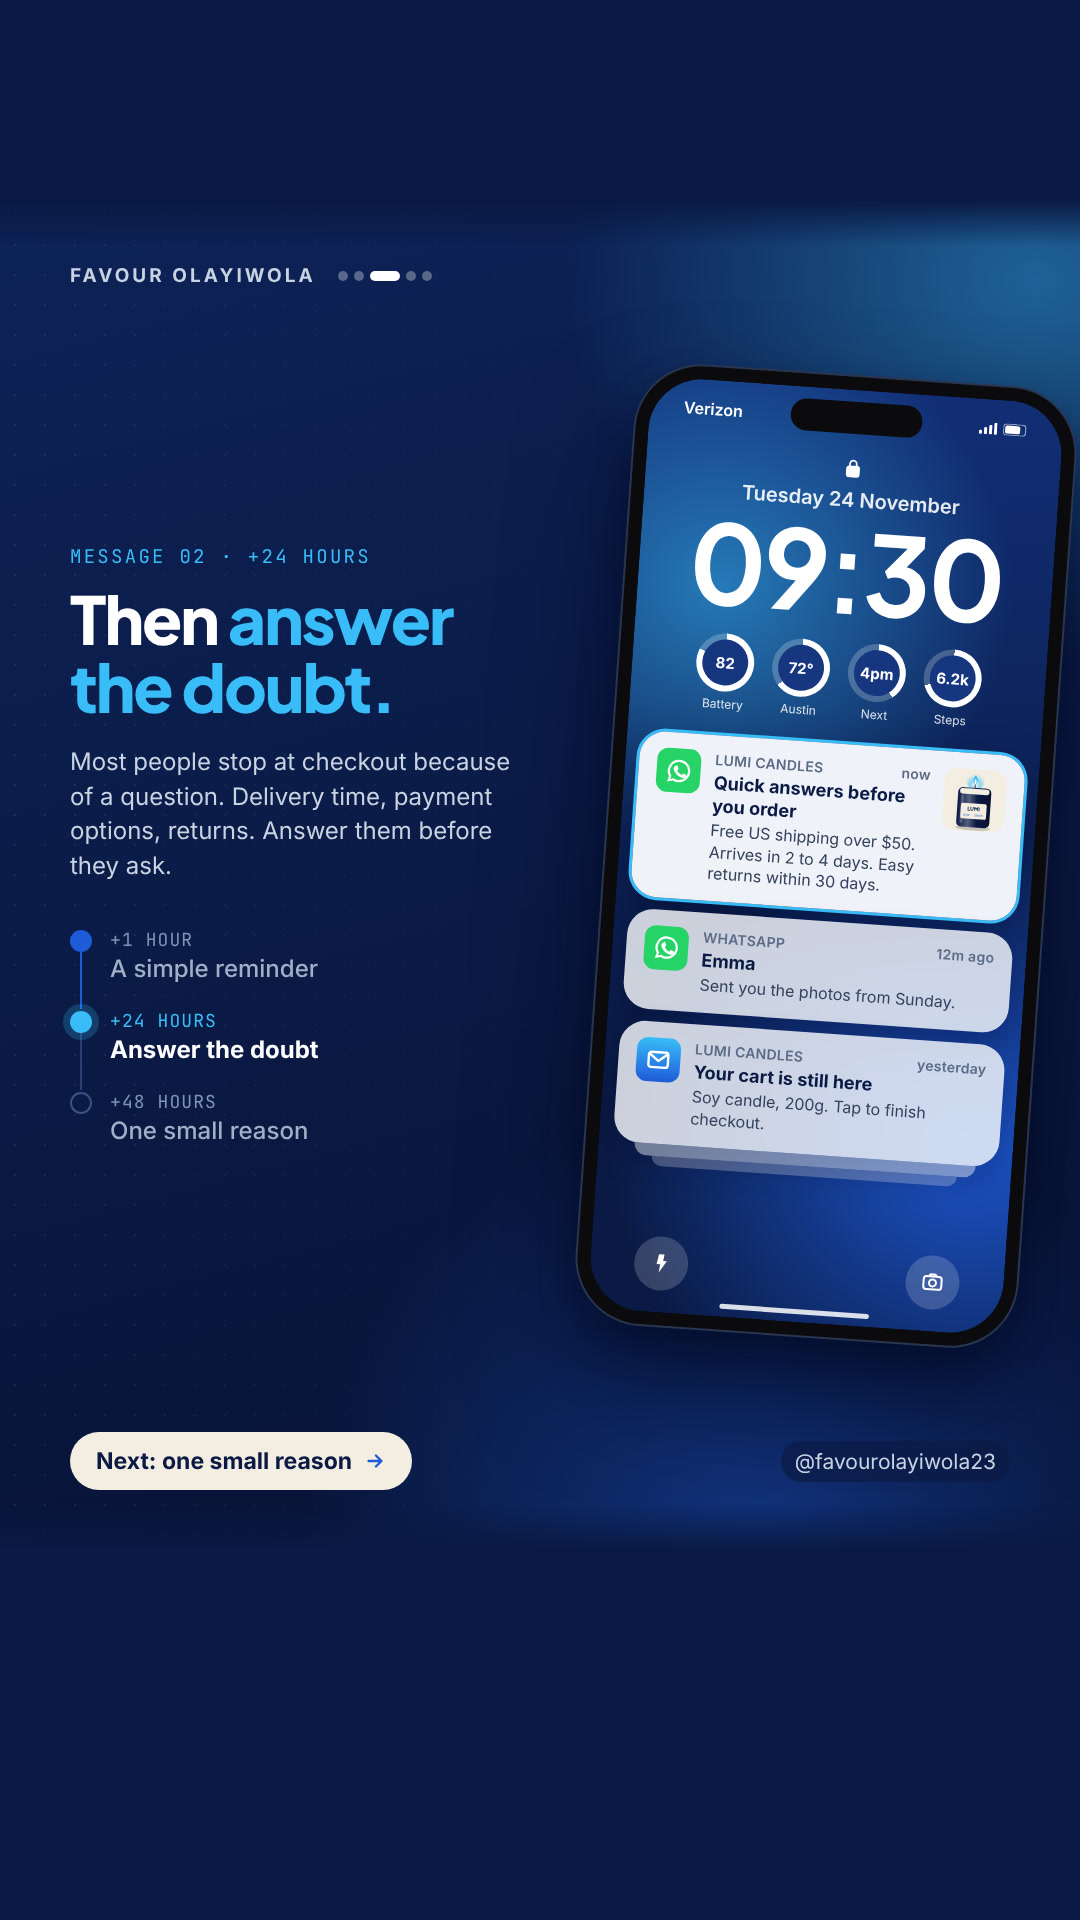 FAVOUR OLAYIWOLA
MESSAGE 02 · +24 HOURS
Then answer
the doubt.
Most people stop at checkout because
of a question. Delivery time, payment
options, returns. Answer them before
they ask.
+1 HOUR
A simple reminder
+24 HOURS
Answer the doubt
+48 HOURS
One small reason
Verizon
Tuesday 24 November
09:30
82
72°
4pm
6.2k
Battery
Austin
Next
Steps
LUMI CANDLES
now
Quick answers before
you order
Free US shipping over $50.
Arrives in 2 to 4 days. Easy
returns within 30 days.
LUMI
WHATSAPP
12m ago
Emma
Sent you the photos from Sunday.
LUMI CANDLES
yesterday
Your cart is still here
Soy candle, 200g. Tap to finish
checkout.
Next: one small reason →
@favourolayiwola23